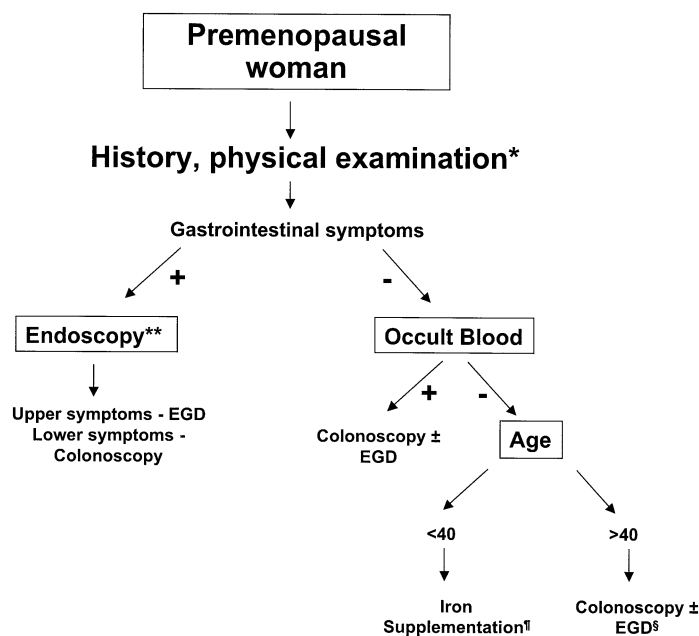 Premenopausal
woman
History, physical examination*
Gastrointestinal symptoms
+
-
Endoscopy**
Occult Blood
Upper symptoms - EGD
Lower symptoms -
Colonoscopy
+
-
Colonoscopy ±
EGD
Age
<40
>40
Iron
Supplementation¶
Colonoscopy ±
EGD§